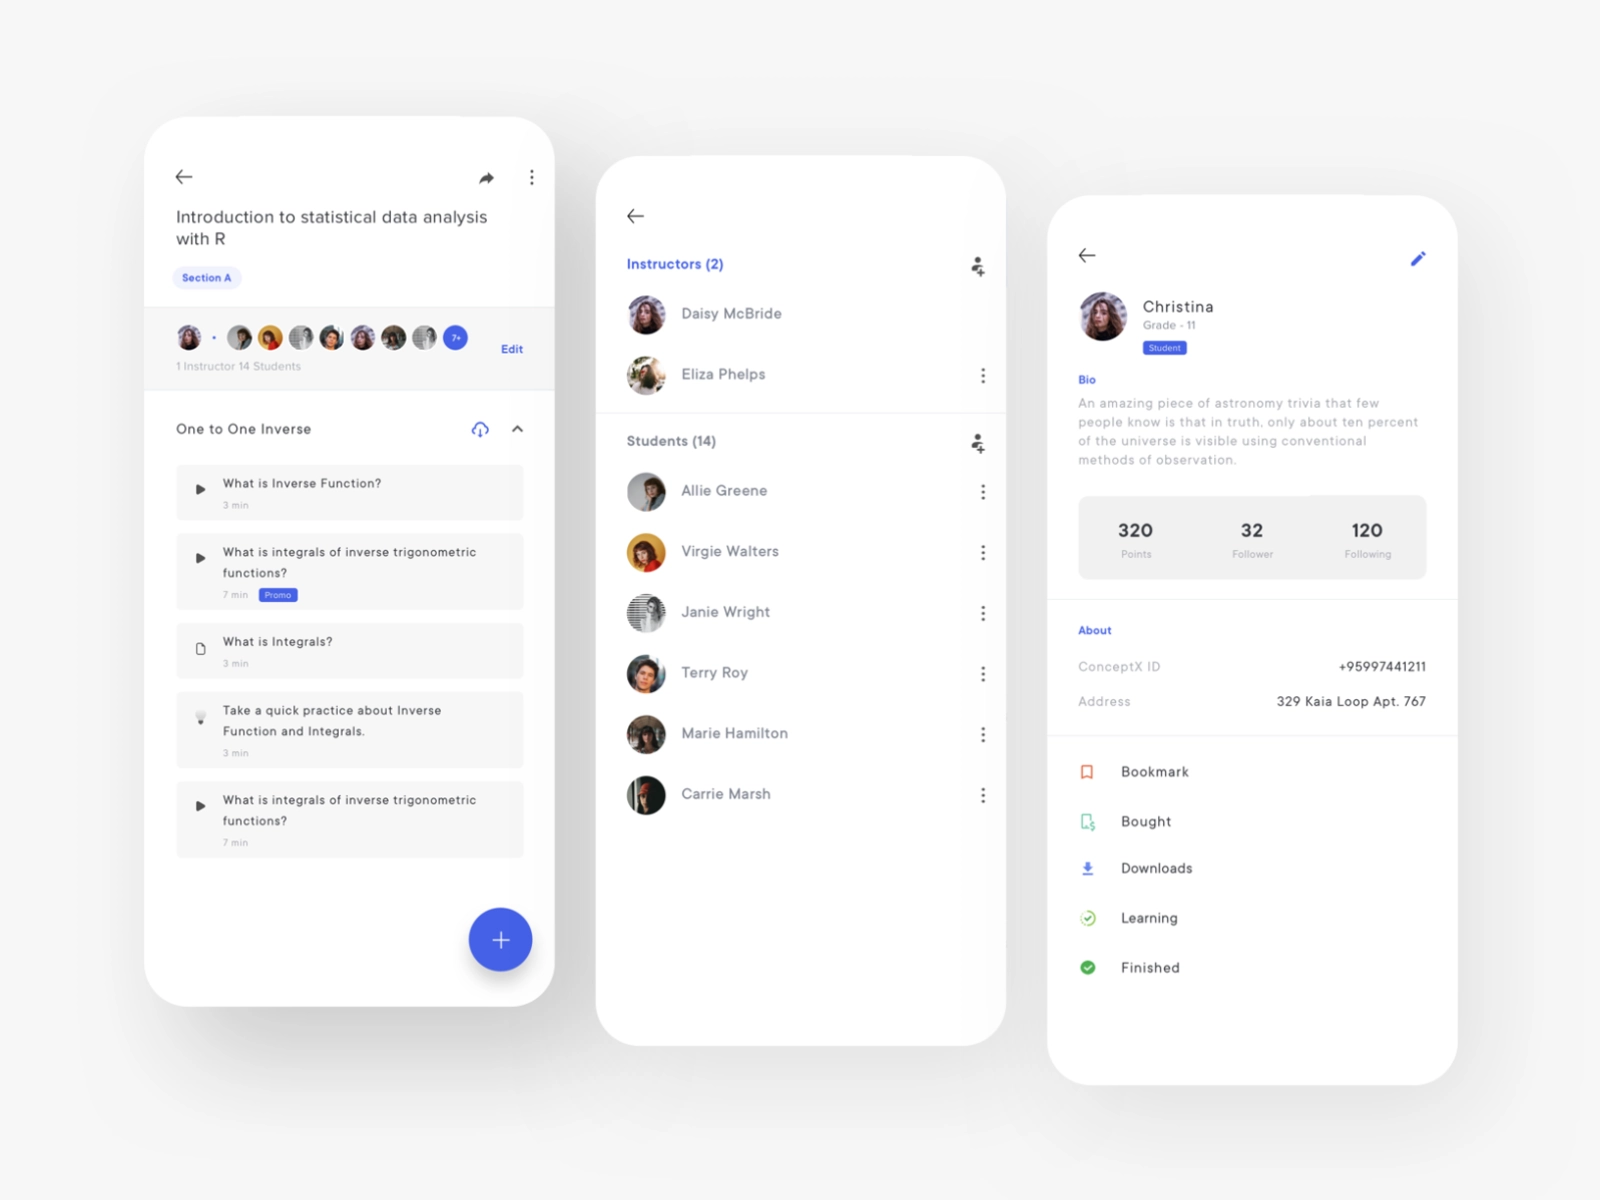 Introduction to statistical data analysis
with R
Section A
7+
Edit
1 Instructor 14 Students
One to One Inverse
What is Inverse Function?
3 min
What is integrals of inverse trigonometric
functions?
7 min Promo
What is Integrals?
3 min
Take a quick practice about Inverse
Function and Integrals.
3 min
What is integrals of inverse trigonometric
functions?
7 min
Instructors (2)
Daisy McBride
Eliza Phelps
Students (14)
Allie Greene
Virgie Walters
Janie Wright
Terry Roy
Marie Hamilton
Carrie Marsh
Christina
Grade - 11
Student
Bio
An amazing piece of astronomy trivia that few
people know is that in truth, only about ten percent
of the universe is visible using conventional
methods of observation.
320 32 120
Points Follower Following
About
ConceptX ID +95997441211
Address 329 Kaia Loop Apt. 767
Bookmark
Bought
Downloads
Learning
Finished